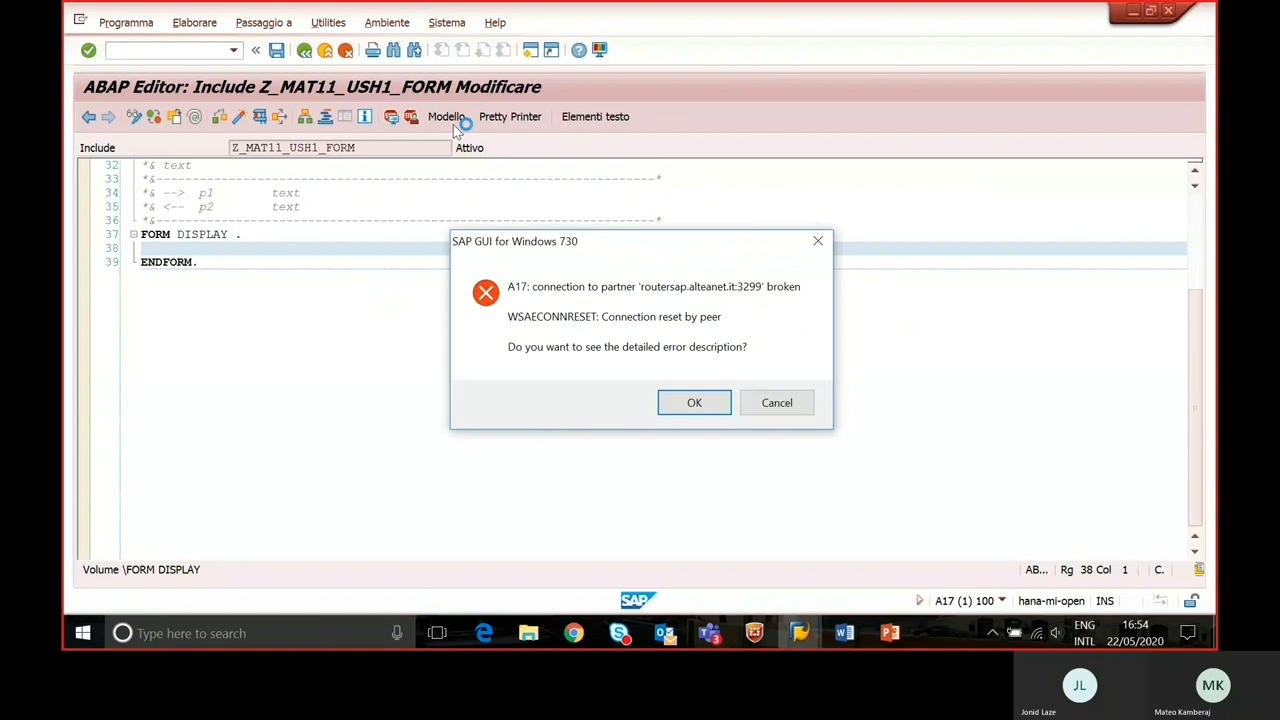 Programma Elaborare Passaggio a Utilities Ambiente Sistema Help
ABAP Editor: Include Z_MAT11_USH1_FORM Modificare
Modello Pretty Printer Elementi testo
Include Z_MAT11_USH1_FORM Attivo
32 *& text
33 *&---------------------------------------------------------------------*
34 *& --> p1 text
35 *& <-- p2 text
36 *&---------------------------------------------------------------------*
37 FORM DISPLAY .
38
39 ENDFORM.
SAP GUI for Windows 730
A17: connection to partner 'routersap.alteanet.it:3299' broken
WSAECONNRESET: Connection reset by peer
Do you want to see the detailed error description?
OK Cancel
Volume \FORM DISPLAY AB... Rg 38 Col 1 C.
SAP A17 (1) 100 hana-mi-open INS
Type here to search
ENG 16:54
INTL 22/05/2020
JL MK
Jonid Laze Mateo Kamberaj